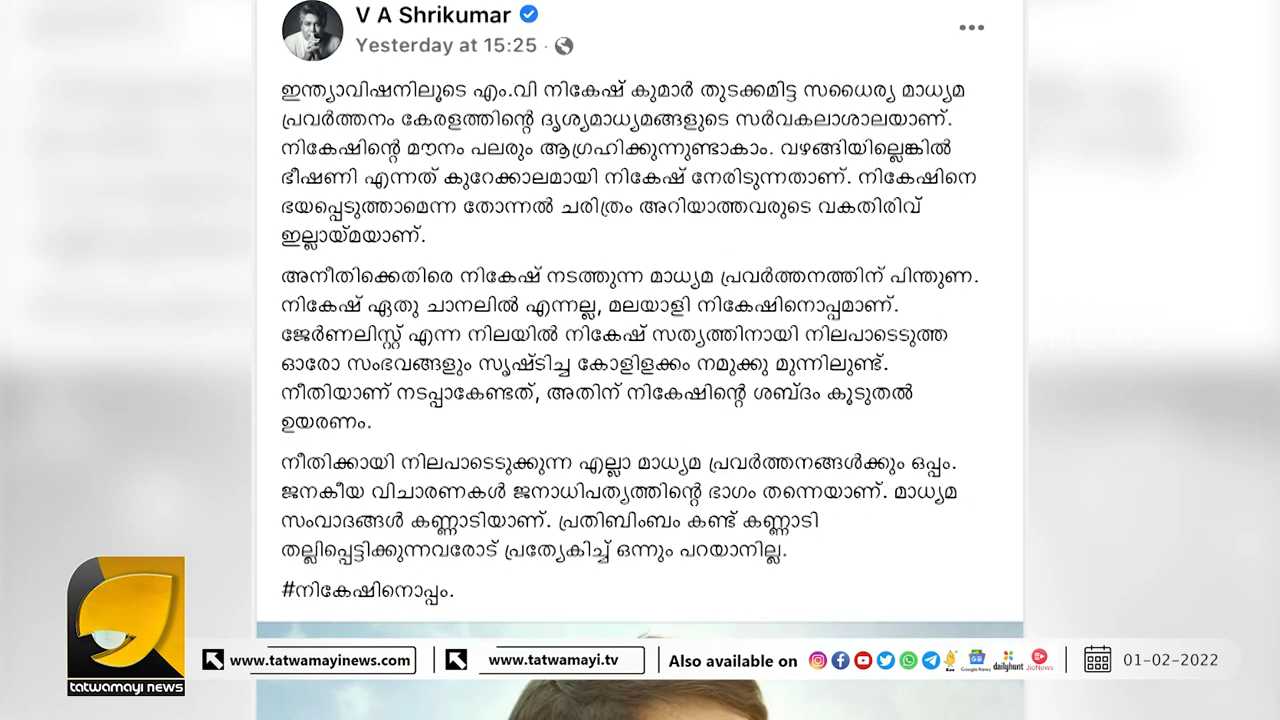 V A Shrikumar
Yesterday at 15:25 ·
ഇന്ത്യാവിഷനിലൂടെ എം.വി നികേഷ് കുമാർ തുടക്കമിട്ട സധൈര്യ മാധ്യമ
പ്രവർത്തനം കേരളത്തിന്റെ ദൃശ്യമാധ്യമങ്ങളുടെ സർവകലാശാലയാണ്.
നികേഷിന്റെ മൗനം പലരും ആഗ്രഹിക്കുന്നുണ്ടാകാം. വഴങ്ങിയില്ലെങ്കിൽ
ഭീഷണി എന്നത് കുറേക്കാലമായി നികേഷ് നേരിടുന്നതാണ്. നികേഷിനെ
ഭയപ്പെടുത്താമെന്ന തോന്നൽ ചരിത്രം അറിയാത്തവരുടെ വകതിരിവ്
ഇല്ലായ്മയാണ്.
അനീതിക്കെതിരെ നികേഷ് നടത്തുന്ന മാധ്യമ പ്രവർത്തനത്തിന് പിന്തുണ.
നികേഷ് ഏതു ചാനലിൽ എന്നല്ല, മലയാളി നികേഷിനൊപ്പമാണ്.
ജേർണലിസ്റ്റ് എന്ന നിലയിൽ നികേഷ് സത്യത്തിനായി നിലപാടെടുത്ത
ഓരോ സംഭവങ്ങളും സൃഷ്ടിച്ച കോളിളക്കം നമുക്കു മുന്നിലുണ്ട്.
നീതിയാണ് നടപ്പാകേണ്ടത്, അതിന് നികേഷിന്റെ ശബ്ദം കൂടുതൽ
ഉയരണം.
നീതിക്കായി നിലപാടെടുക്കുന്ന എല്ലാ മാധ്യമ പ്രവർത്തനങ്ങൾക്കും ഒപ്പം.
ജനകീയ വിചാരണകൾ ജനാധിപത്യത്തിന്റെ ഭാഗം തന്നെയാണ്. മാധ്യമ
സംവാദങ്ങൾ കണ്ണാടിയാണ്. പ്രതിബിംബം കണ്ട് കണ്ണാടി
തല്ലിപ്പെട്ടിക്കുന്നവരോട് പ്രത്യേകിച്ച് ഒന്നും പറയാനില്ല.
#നികേഷിനൊപ്പം.
tatwamayi news
www.tatwamayinews.com
www.tatwamayi.tv
Also available on
Koo
Google News
dailyhunt
JioNews
01-02-2022